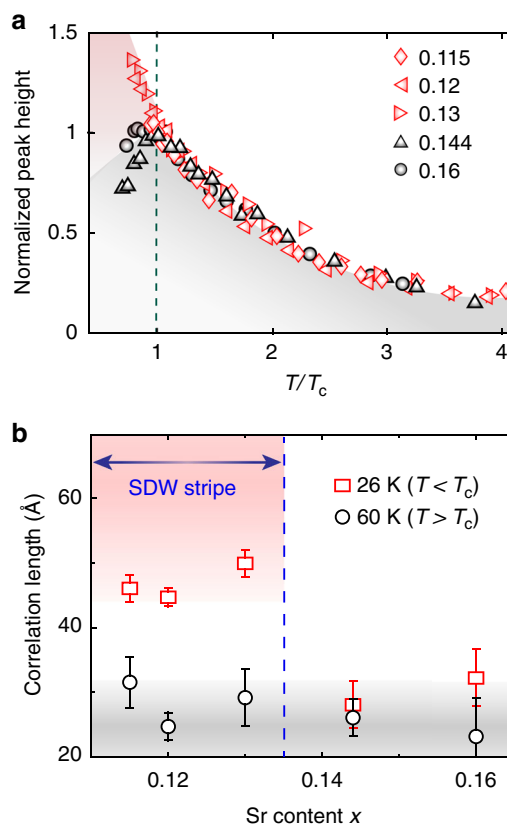 a
1.5
1
0.5
0
Normalized peak height
0.115
0.12
0.13
0.144
0.16
1
2
3
4
T/Tc
b
SDW stripe
26 K (T < Tc)
60 K (T > Tc)
60
40
20
Correlation length (Å)
0.12
0.14
0.16
Sr content x